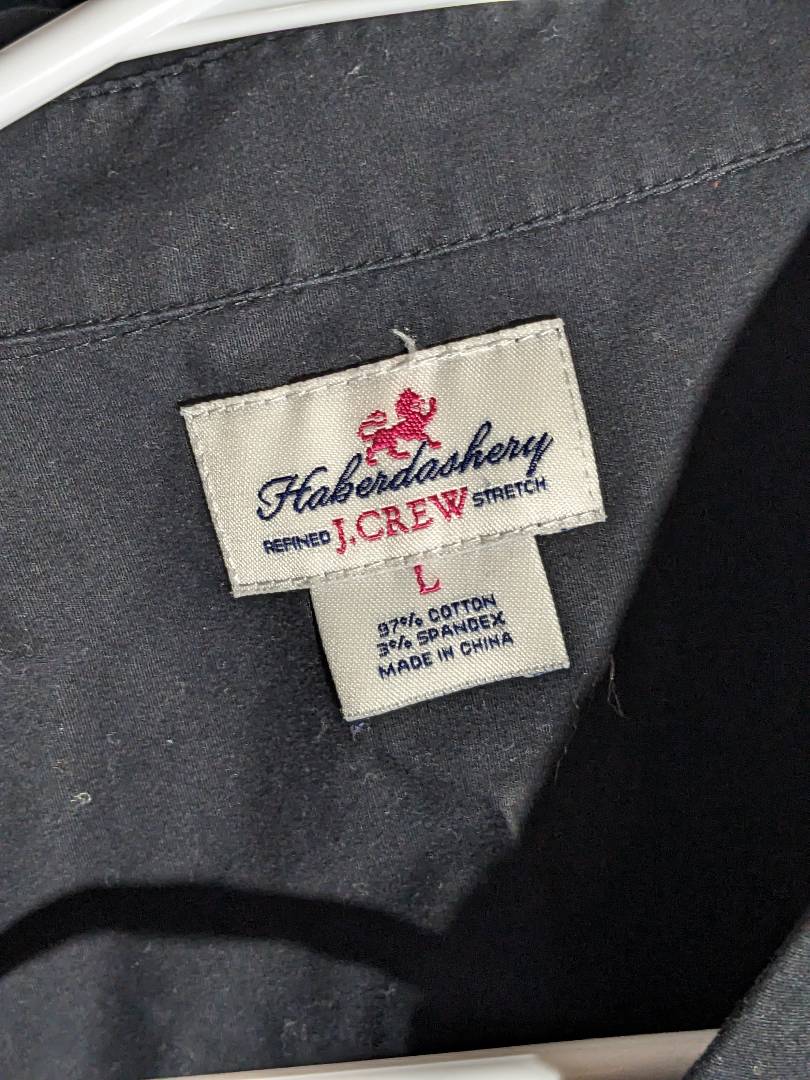 Haberdashery
REFINED J.CREW STRETCH
L
97% COTTON
3% SPANDEX
MADE IN CHINA